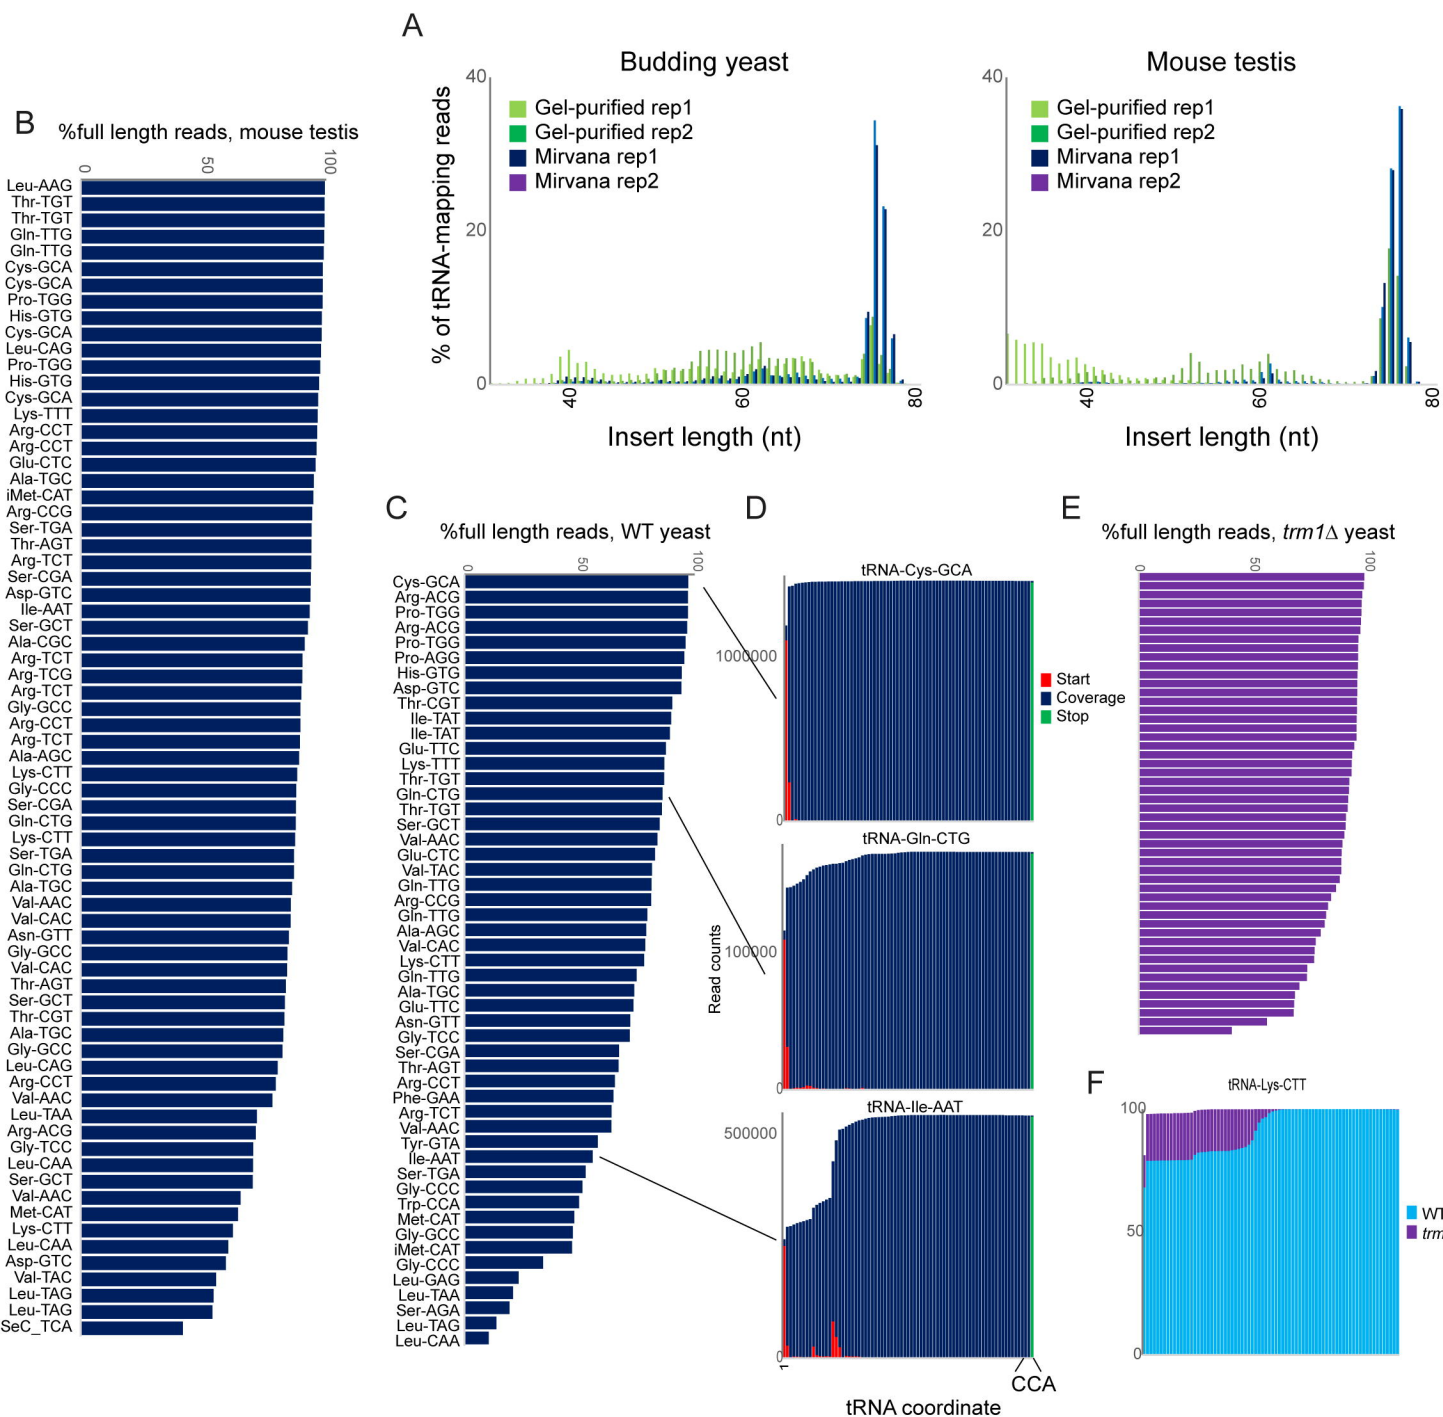 A
Budding yeast
40
20
0
% of tRNA-mapping reads
Gel-purified rep1
Gel-purified rep2
Mirvana rep1
Mirvana rep2
40
60
80
Insert length (nt)
Mouse testis
40
20
0
Gel-purified rep1
Gel-purified rep2
Mirvana rep1
Mirvana rep2
40
60
80
Insert length (nt)
B
%full length reads, mouse testis
0
50
100
Leu-AAG
Thr-TGT
Thr-TGT
Gln-TTG
Gln-TTG
Cys-GCA
Cys-GCA
Pro-TGG
His-GTG
Cys-GCA
Leu-CAG
Pro-TGG
His-GTG
Cys-GCA
Lys-TTT
Arg-CCT
Arg-CCT
Glu-CTC
Ala-TGC
iMet-CAT
Arg-CCG
Ser-TGA
Thr-AGT
Arg-TCT
Ser-CGA
Asp-GTC
Ile-AAT
Ser-GCT
Ala-CGC
Arg-TCT
Arg-TCG
Arg-TCT
Gly-GCC
Arg-CCT
Arg-TCT
Ala-AGC
Lys-CTT
Gly-CCC
Ser-CGA
Gln-CTG
Lys-CTT
Ser-TGA
Gln-CTG
Ala-TGC
Val-AAC
Val-CAC
Asn-GTT
Gly-GCC
Val-CAC
Thr-AGT
Ser-GCT
Thr-CGT
Ala-TGC
Gly-GCC
Leu-CAG
Arg-CCT
Val-AAC
Leu-TAA
Arg-ACG
Gly-TCC
Leu-CAA
Ser-GCT
Val-AAC
Met-CAT
Lys-CTT
Leu-CAA
Asp-GTC
Val-TAC
Leu-TAG
Leu-TAG
SeC_TCA
C
%full length reads, WT yeast
0
50
100
Cys-GCA
Arg-ACG
Pro-TGG
Arg-ACG
Pro-TGG
Pro-AGG
His-GTG
Asp-GTC
Thr-CGT
Ile-TAT
Ile-TAT
Glu-TTC
Lys-TTT
Thr-TGT
Gln-CTG
Thr-TGT
Ser-GCT
Val-AAC
Glu-CTC
Val-TAC
Gln-TTG
Arg-CCG
Gln-TTG
Ala-AGC
Val-CAC
Lys-CTT
Gln-TTG
Ala-TGC
Glu-TTC
Asn-GTT
Gly-TCC
Ser-CGA
Thr-AGT
Arg-CCT
Phe-GAA
Arg-TCT
Val-AAC
Tyr-GTA
Ile-AAT
Ser-TGA
Gly-CCC
Trp-CCA
Met-CAT
Gly-GCC
iMet-CAT
Gly-CCC
Leu-GAG
Leu-TAA
Ser-AGA
Leu-TAG
Leu-CAA
D
tRNA-Cys-GCA
1000000
0
Start
Coverage
Stop
tRNA-Gln-CTG
Read counts
100000
0
tRNA-Ile-AAT
500000
0
1
CCA
tRNA coordinate
E
%full length reads, trm1Δ yeast
0
50
100
F
tRNA-Lys-CTT
100
50
0
WT
trm